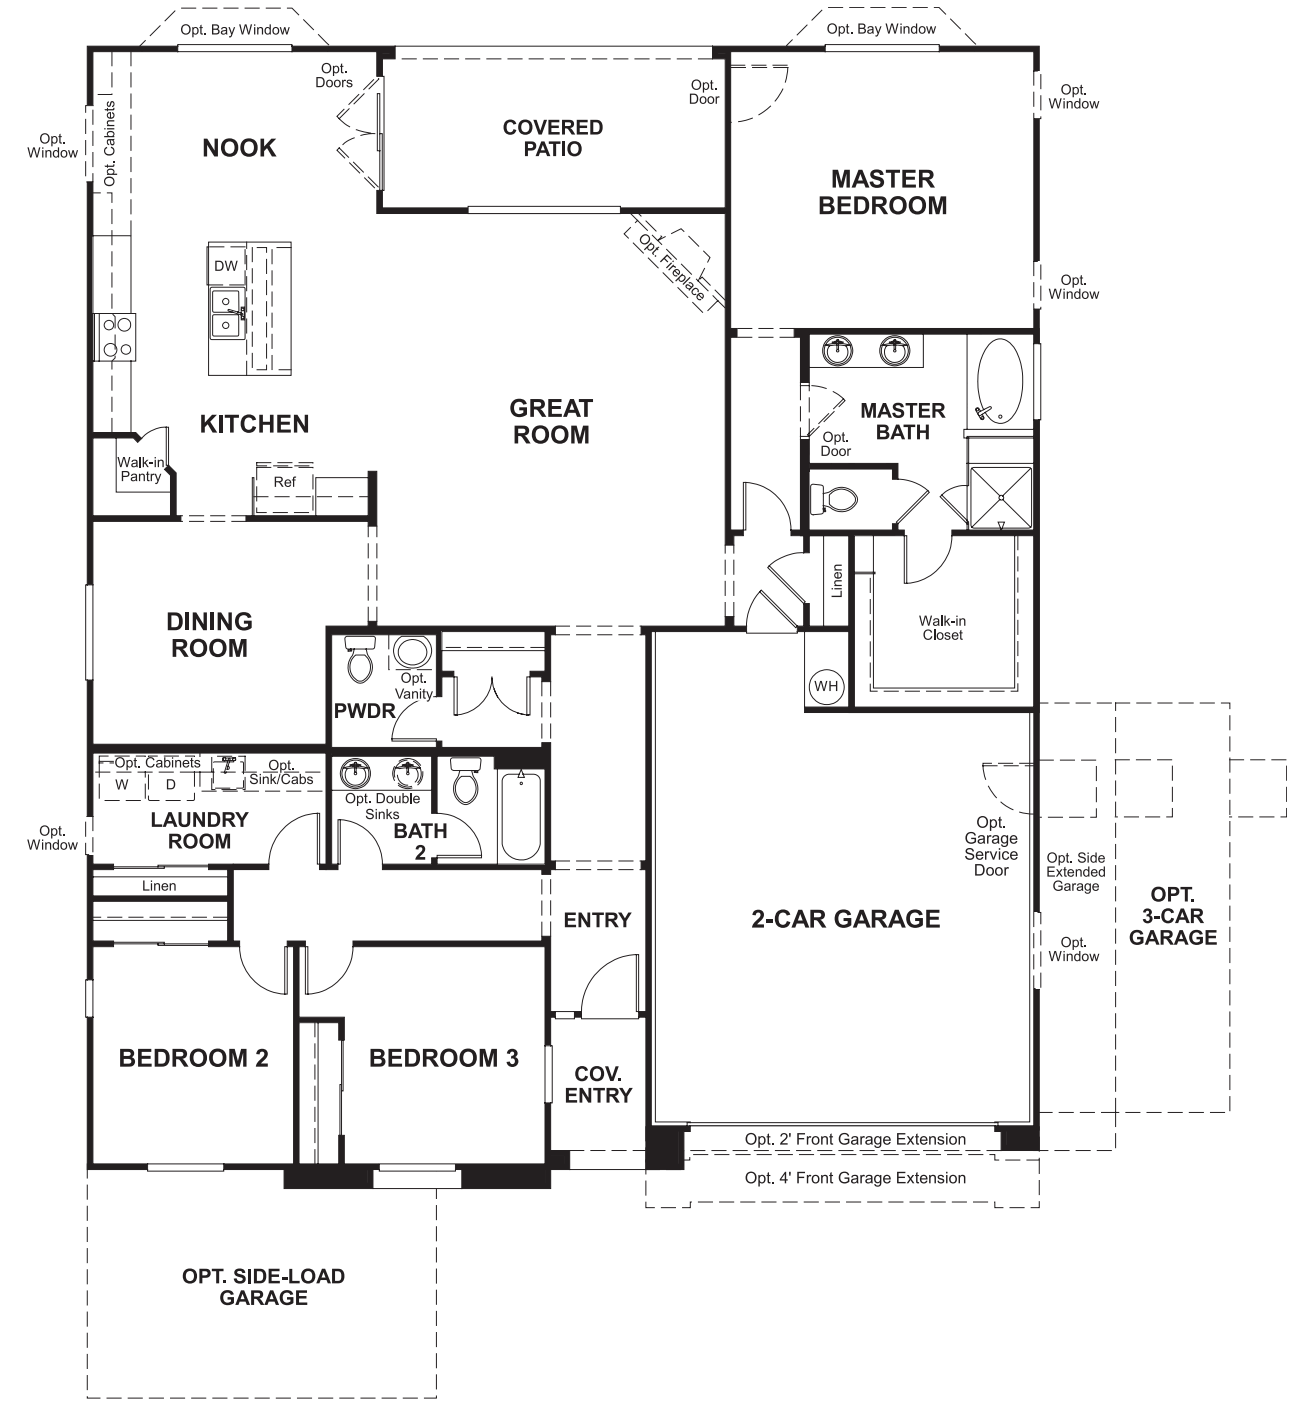 Opt. Bay Window
Opt. Bay Window
Opt.
Doors
Opt.
Door
Opt.
Window
Opt.
Window
Opt. Cabinets
NOOK
COVERED
PATIO
MASTER
BEDROOM
DW
Opt. Fireplace
Opt.
Window
KITCHEN
GREAT
ROOM
MASTER
BATH
Opt.
Door
Walk-in
Pantry
Ref
Linen
DINING
ROOM
Walk-in
Closet
Opt.
Vanity
PWDR
WH
Opt. Cabinets
Opt.
Sink/Cabs
W
D
Opt. Double
Sinks
LAUNDRY
ROOM
BATH
2
Opt.
Window
Opt.
Garage
Service
Door
Opt. Side
Extended
Garage
Linen
ENTRY
2-CAR GARAGE
OPT.
3-CAR
GARAGE
Opt.
Window
BEDROOM 2
BEDROOM 3
COV.
ENTRY
Opt. 2' Front Garage Extension
Opt. 4' Front Garage Extension
OPT. SIDE-LOAD
GARAGE